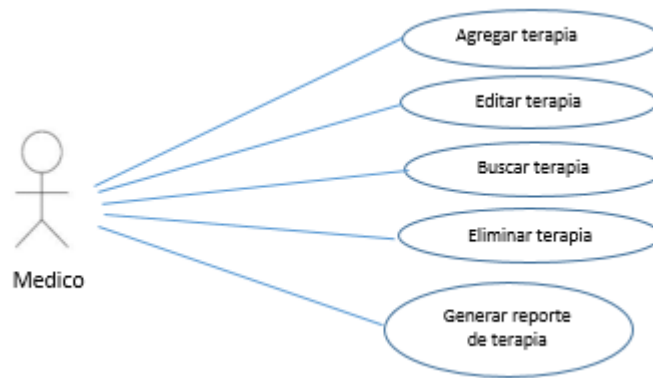 Agregar terapia
Editar terapia
Buscar terapia
Eliminar terapia
Medico
Generar reporte
de terapia